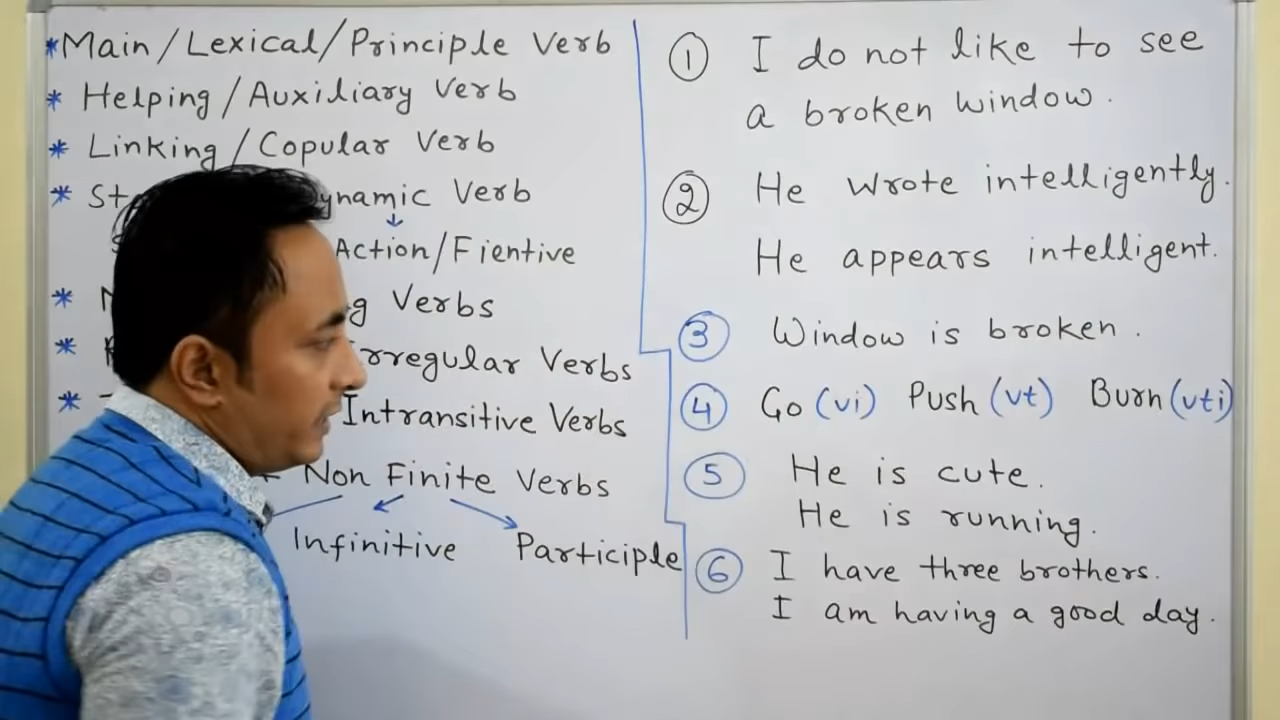 *Main/Lexical/Principle Verb
* Helping/Auxiliary Verb
* Linking/Copular Verb
* St ynamic Verb
Action/Fientive
* g Verbs
* rregular Verbs
* Intransitive Verbs
Non Finite Verbs
Infinitive Participle
① I do not like to see
a broken window.
② He wrote intelligently.
He appears intelligent.
③ Window is broken.
④ Go (vi) Push (vt) Burn (vti)
⑤ He is cute.
He is running.
⑥ I have three brothers.
I am having a good day.